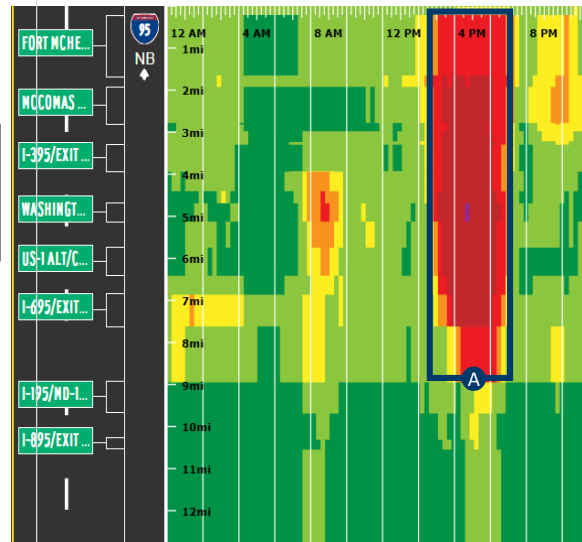 95
NB
FORT MCHE...
MCCOMAS ...
I-395/EXIT ...
WASHINGT...
US-1 ALT/C...
I-695/EXIT...
I-195/MD-1...
I-895/EXIT ...
12 AM 4 AM 8 AM 12 PM 4 PM 8 PM
1mi
2mi
3mi
4mi
5mi
6mi
7mi
8mi
9mi
10mi
11mi
12mi
A